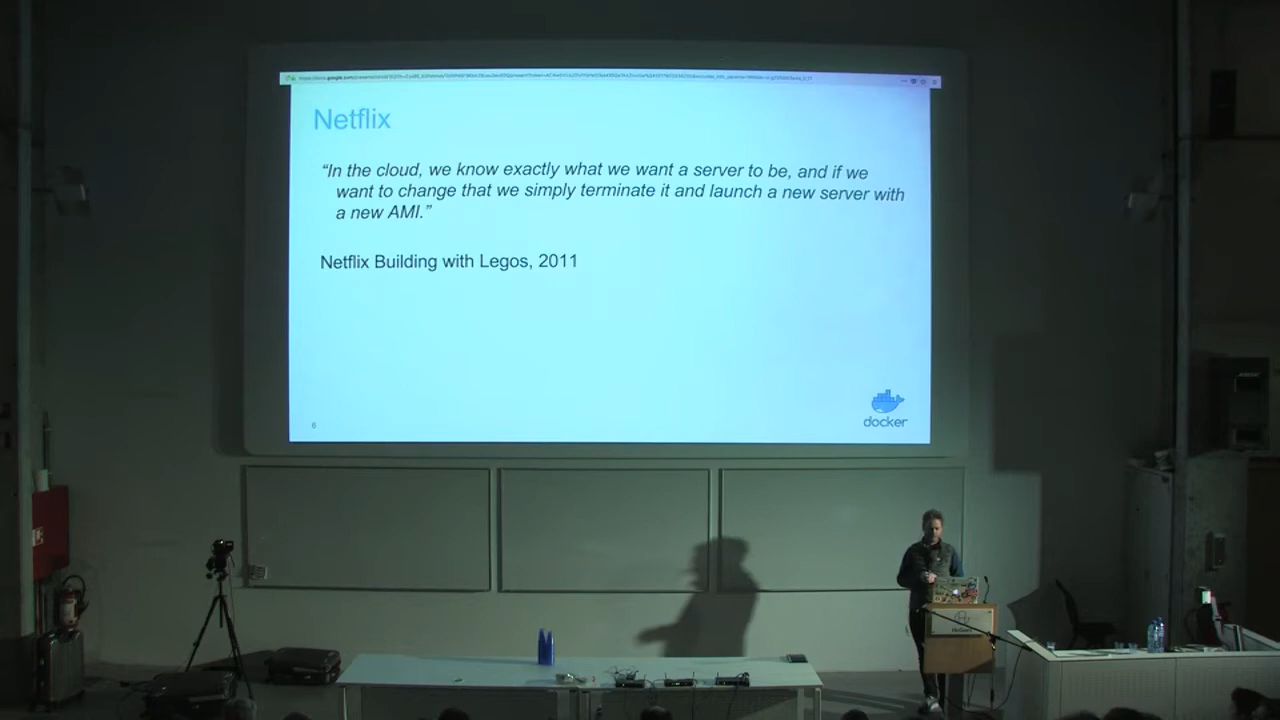 Netflix
“In the cloud, we know exactly what we want a server to be, and if we
want to change that we simply terminate it and launch a new server with
a new AMI.”
Netflix Building with Legos, 2011
6
docker